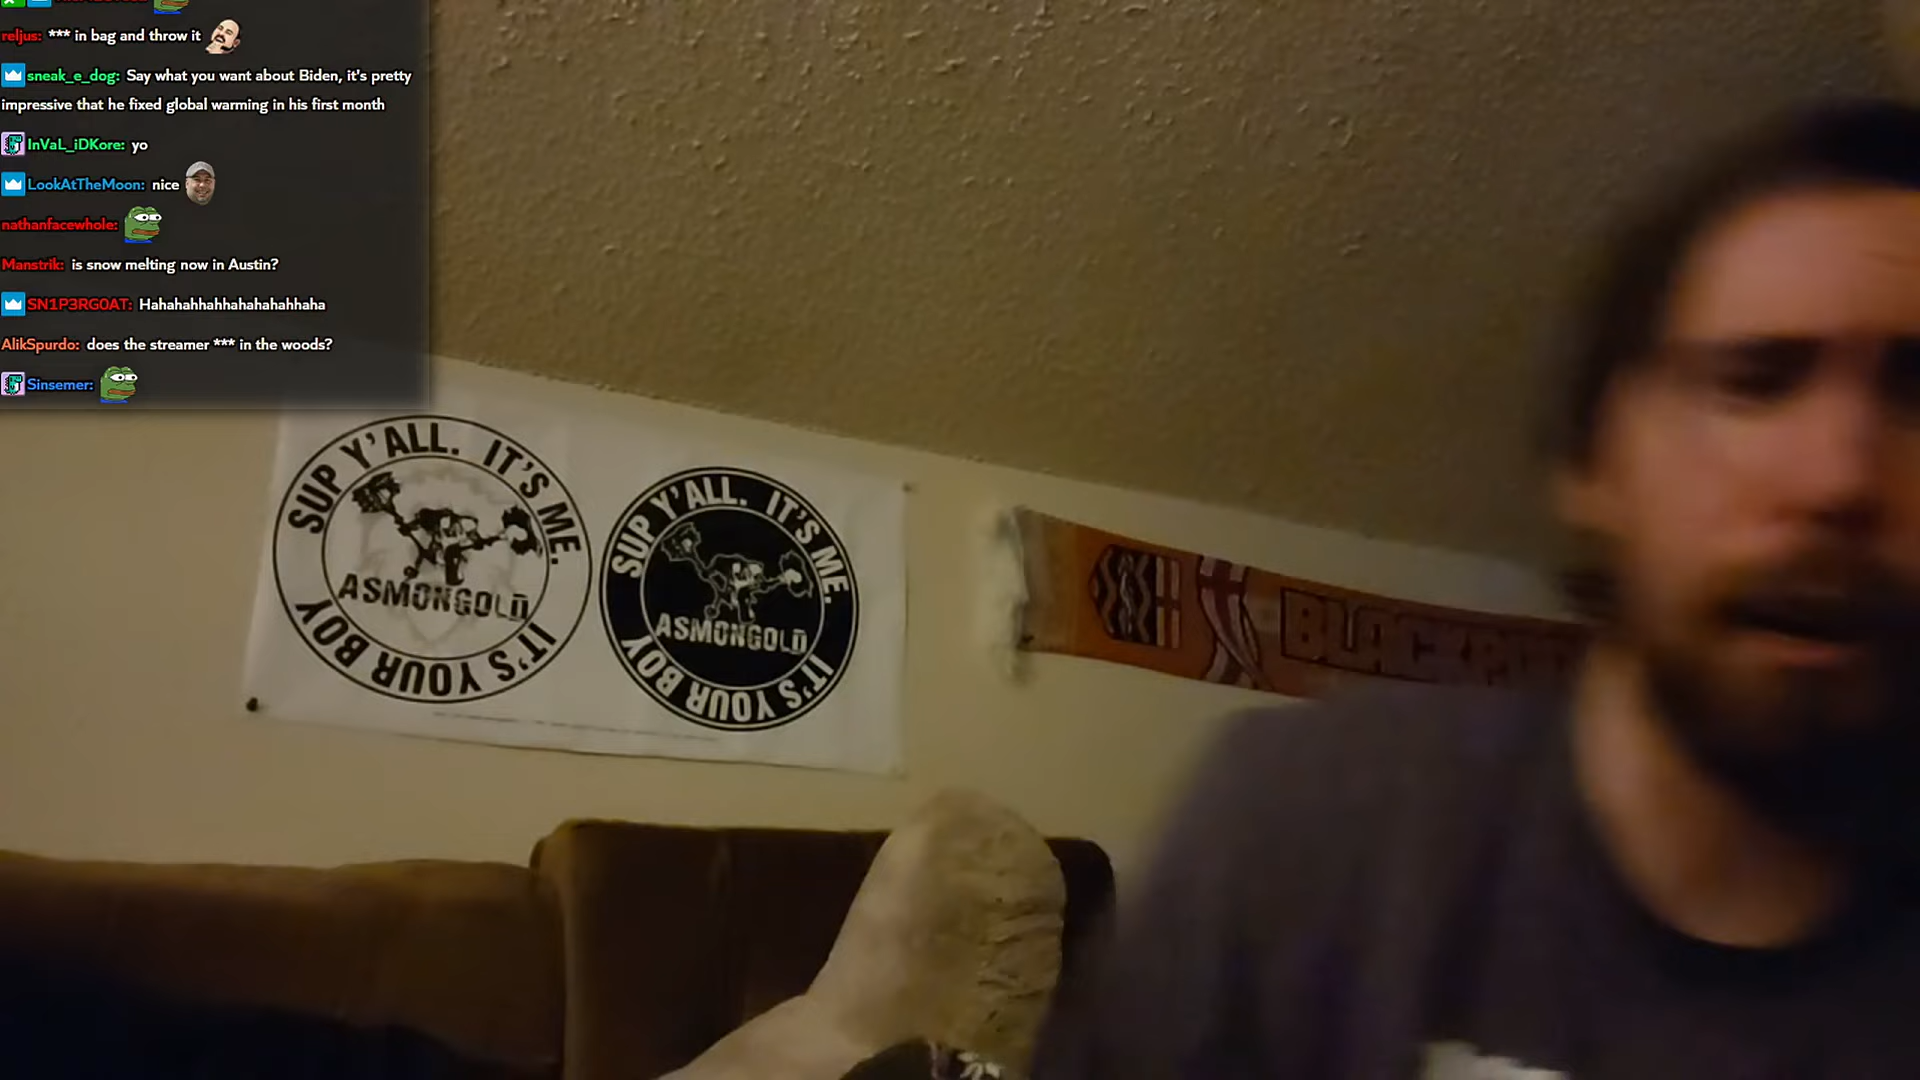 reljus: *** in bag and throw it
sneak_e_dog: Say what you want about Biden, it's pretty
impressive that he fixed global warming in his first month
InVaL_iDKore: yo
LookAtTheMoon: nice
nathanfacewhole:
Manstrik: is snow melting now in Austin?
SN1P3RG0AT: Hahahahhahhahahahahhaha
AlikSpurdo: does the streamer *** in the woods?
Sinsemer:
SUP Y'ALL. IT'S ME.
ASMONGOLD
IT'S YOUR BOY
SUP Y'ALL. IT'S ME.
ASMONGOLD
IT'S YOUR BOY